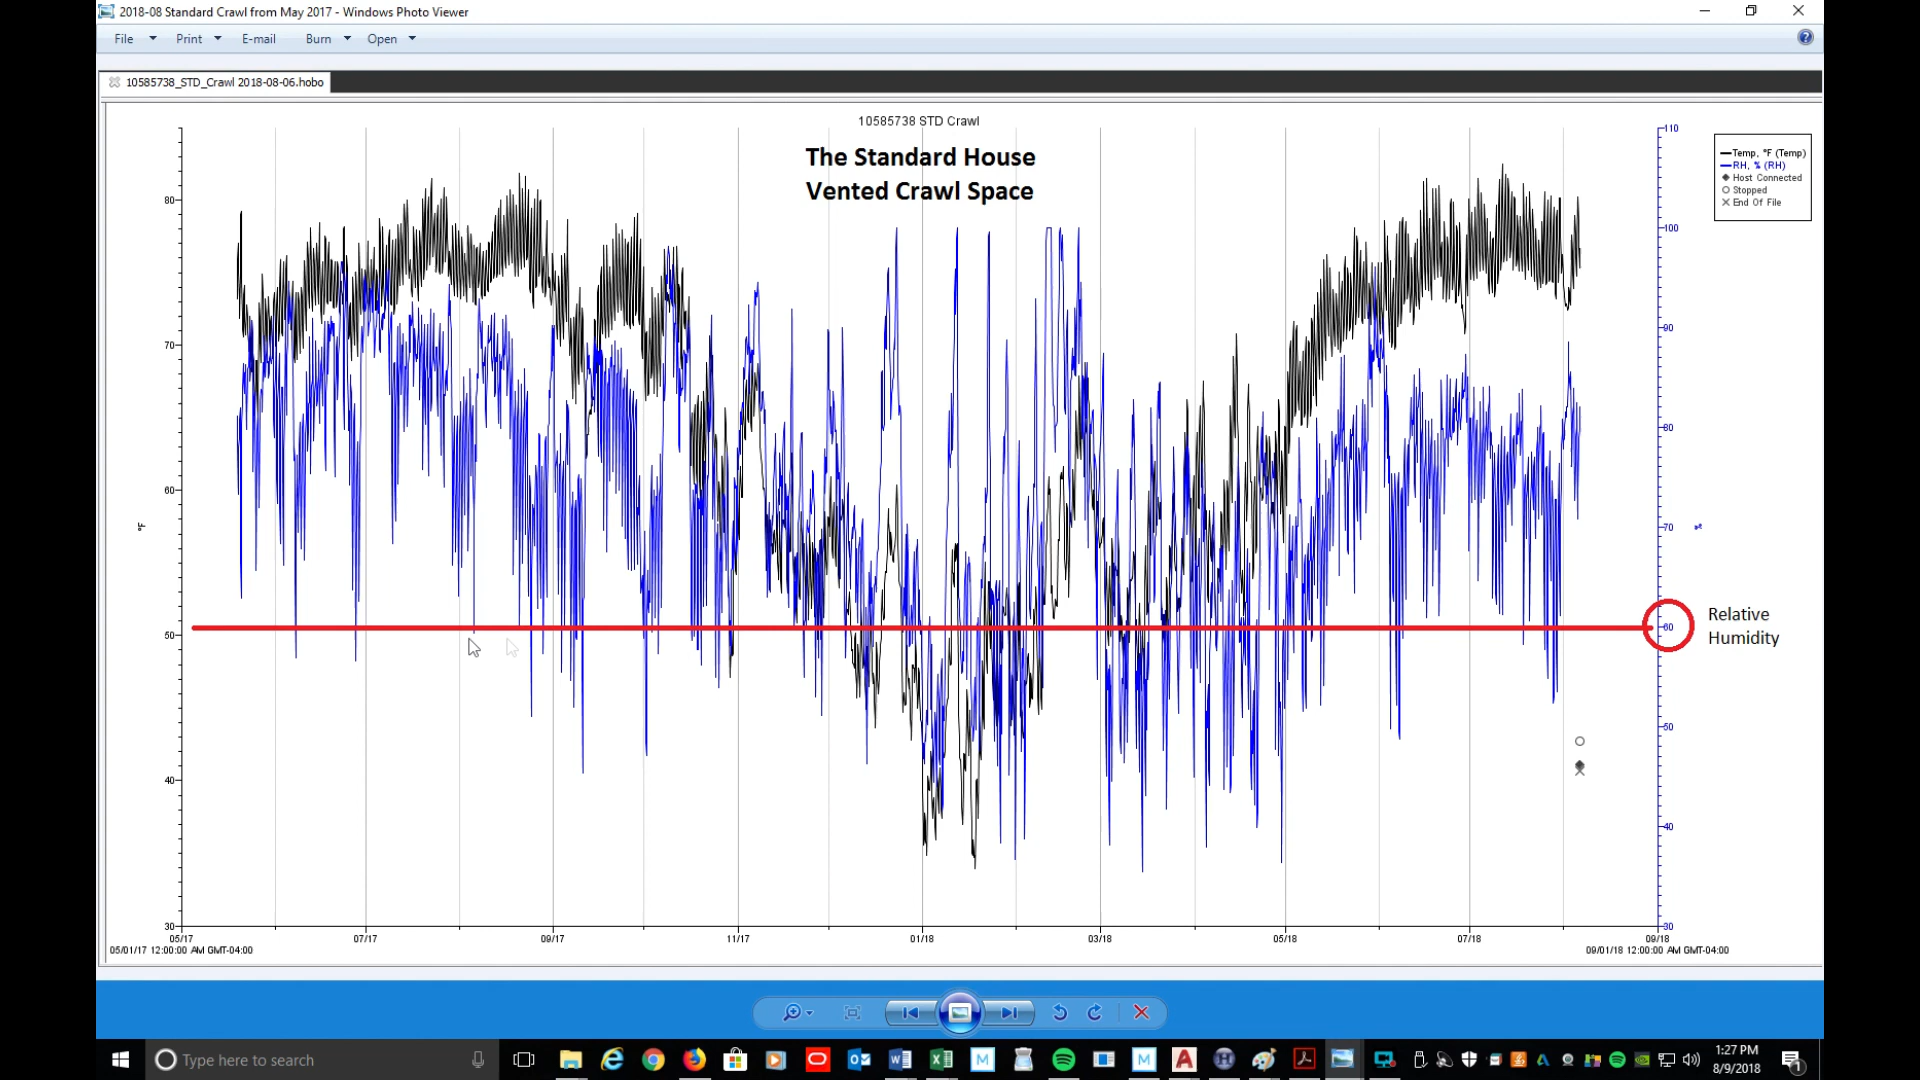 2018-08 Standard Crawl from May 2017 - Windows Photo Viewer
File Print E-mail Burn Open
10585738_STD_Crawl 2018-08-06.hobo
10585738 STD Crawl
The Standard House
Vented Crawl Space
Temp, °F (Temp)
RH, % (RH)
Host Connected
Stopped
End Of File
80
70
60
50
40
30
°F
110
100
90
80
70
60
50
40
30
%
Relative
Humidity
05/17 07/17 09/17 11/17 01/18 03/18 05/18 07/18 09/18
05/01/17 12:00:00 AM GMT-04:00
09/01/18 12:00:00 AM GMT-04:00
Type here to search
1:27 PM
8/9/2018